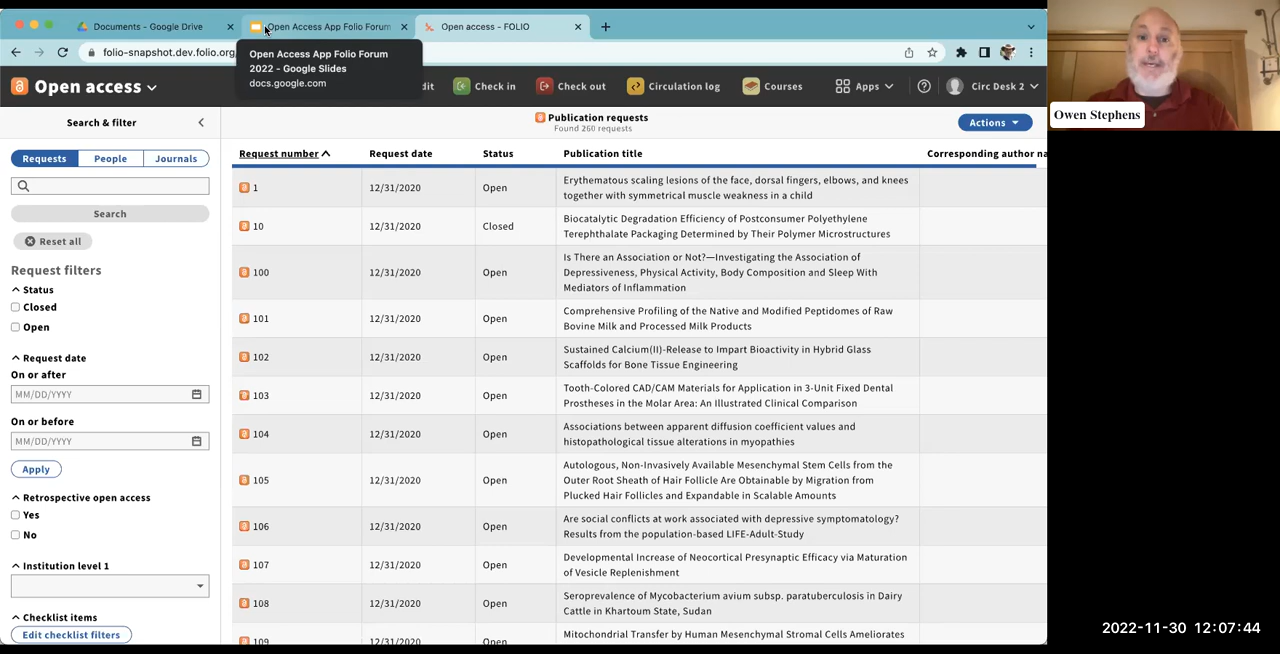 Documents - Google Drive
Open Access App Folio Forum
Open access - FOLIO
folio-snapshot.dev.folio.org
Open Access App Folio Forum
2022 - Google Slides
docs.google.com
Open access
dit
Check in
Check out
Circulation log
Courses
Apps
Circ Desk 2
Owen Stephens
Search & filter
Publication requests
Found 260 requests
Actions
Requests
People
Journals
Search
Reset all
Request filters
Status
Closed
Open
Request date
On or after
MM/DD/YYYY
On or before
MM/DD/YYYY
Apply
Retrospective open access
Yes
No
Institution level 1
Checklist items
Edit checklist filters
Request number Request date Status Publication title Corresponding author na
1 12/31/2020 Open Erythematous scaling lesions of the face, dorsal fingers, elbows, and knees
together with symmetrical muscle weakness in a child
10 12/31/2020 Closed Biocatalytic Degradation Efficiency of Postconsumer Polyethylene
Terephthalate Packaging Determined by Their Polymer Microstructures
100 12/31/2020 Open Is There an Association or Not?—Investigating the Association of
Depressiveness, Physical Activity, Body Composition and Sleep With
Mediators of Inflammation
101 12/31/2020 Open Comprehensive Profiling of the Native and Modified Peptidomes of Raw
Bovine Milk and Processed Milk Products
102 12/31/2020 Open Sustained Calcium(II)-Release to Impart Bioactivity in Hybrid Glass
Scaffolds for Bone Tissue Engineering
103 12/31/2020 Open Tooth-Colored CAD/CAM Materials for Application in 3-Unit Fixed Dental
Prostheses in the Molar Area: An Illustrated Clinical Comparison
104 12/31/2020 Open Associations between apparent diffusion coefficient values and
histopathological tissue alterations in myopathies
105 12/31/2020 Open Autologous, Non-Invasively Available Mesenchymal Stem Cells from the
Outer Root Sheath of Hair Follicle Are Obtainable by Migration from
Plucked Hair Follicles and Expandable in Scalable Amounts
106 12/31/2020 Open Are social conflicts at work associated with depressive symptomatology?
Results from the population-based LIFE-Adult-Study
107 12/31/2020 Open Developmental Increase of Neocortical Presynaptic Efficacy via Maturation
of Vesicle Replenishment
108 12/31/2020 Open Seroprevalence of Mycobacterium avium subsp. paratuberculosis in Dairy
Cattle in Khartoum State, Sudan
109 12/31/2020 Open Mitochondrial Transfer by Human Mesenchymal Stromal Cells Ameliorates
2022-11-30 12:07:44